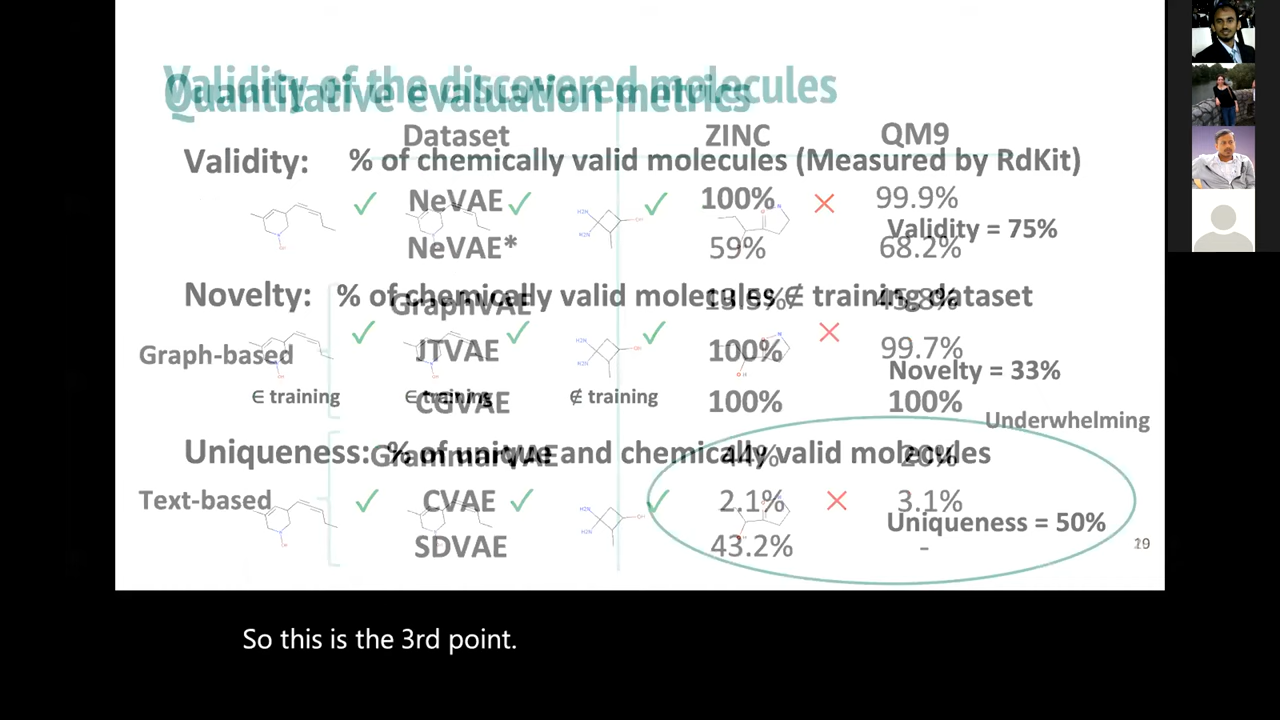 Validity of the discovered molecules
Quantitative evaluation metrics
Dataset ZINC QM9
Validity: % of chemically valid molecules (Measured by RdKit)
NeVAE 100% 99.9%
Validity = 75%
NeVAE* 59% 68.2%
Novelty: % of chemically valid molecules ∉ training dataset
GraphVAE 13.5% 45.8%
Graph-based JTVAE 100% 99.7%
Novelty = 33%
∈ training ∈ training ∉ training
CGVAE 100% 100%
Underwhelming
Uniqueness: % of unique and chemically valid molecules
GrammarVAE 44% 20%
Text-based CVAE 2.1% 3.1%
Uniqueness = 50%
SDVAE 43.2% -
So this is the 3rd point.